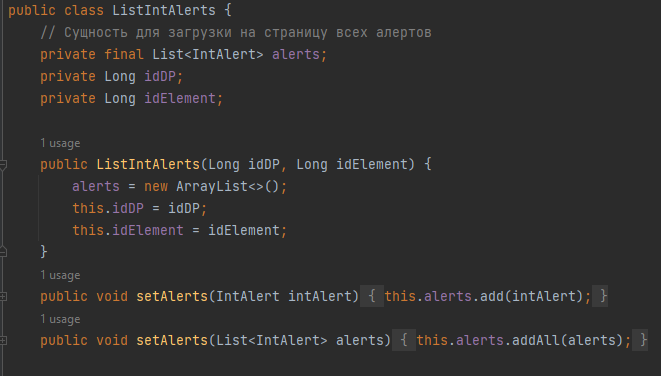 public class ListIntAlerts {
// Сущность для загрузки на страницу всех алертов
private final List<IntAlert> alerts;
private Long idDP;
private Long idElement;
1 usage
public ListIntAlerts(Long idDP, Long idElement) {
alerts = new ArrayList<>();
this.idDP = idDP;
this.idElement = idElement;
}
1 usage
public void setAlerts(IntAlert intAlert) { this.alerts.add(intAlert); }
1 usage
public void setAlerts(List<IntAlert> alerts) { this.alerts.addAll(alerts); }